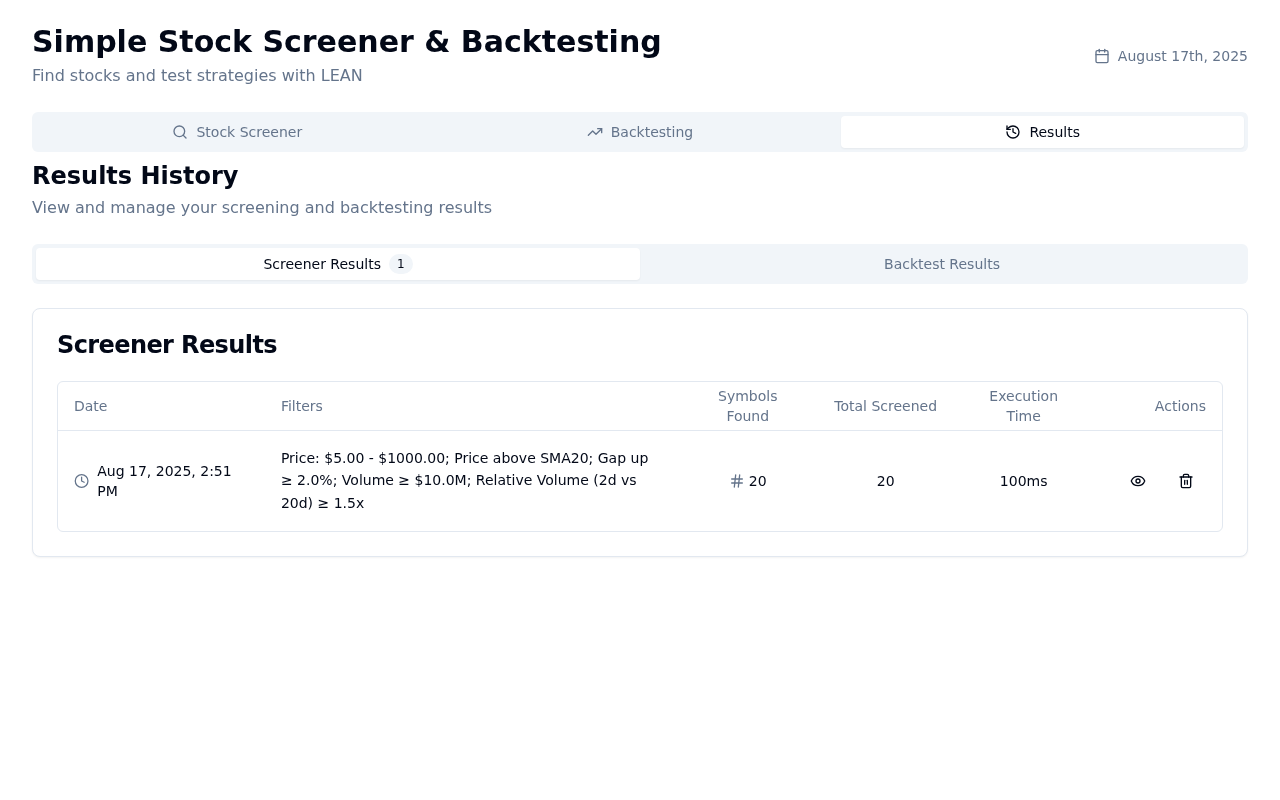 Simple Stock Screener & Backtesting
Find stocks and test strategies with LEAN
August 17th, 2025
Stock Screener
Backtesting
Results
Results History
View and manage your screening and backtesting results
Screener Results 1
Backtest Results
Screener Results
Date
Filters
Symbols
Found
Total Screened
Execution
Time
Actions
Aug 17, 2025, 2:51
PM
Price: $5.00 - $1000.00; Price above SMA20; Gap up
≥ 2.0%; Volume ≥ $10.0M; Relative Volume (2d vs
20d) ≥ 1.5x
# 20
20
100ms